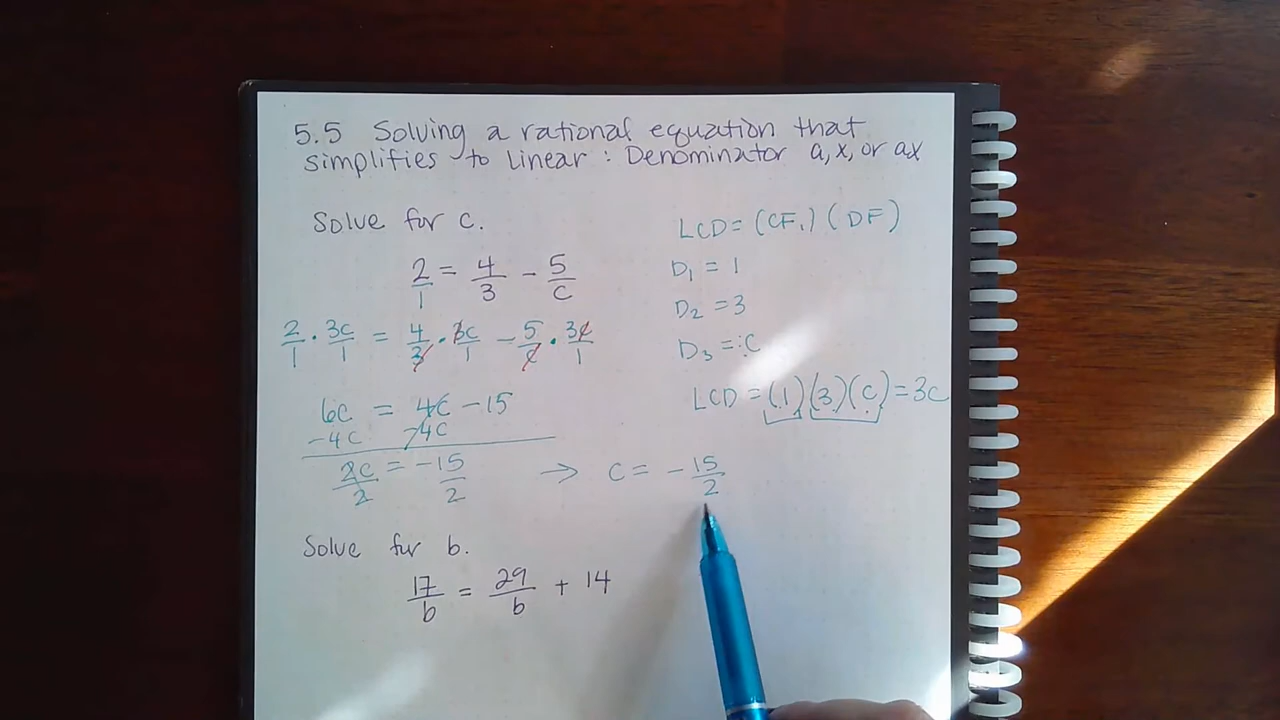 5.5 Solving a rational equation that
simplifies to Linear : Denominator a, x, or ax
Solve for c.
2/1 = 4/3 - 5/c
2/1 · 3c/1 = 4/3 · 3c/1 - 5/c · 3c/1
6c = 4c - 15
-4c -4c
2c/2 = -15/2 → c = -15/2
LCD = (CF.) (DF)
D₁ = 1
D₂ = 3
D₃ = :C
LCD = (1)(3)(c) = 3c
Solve for b.
17/b = 29/b + 14